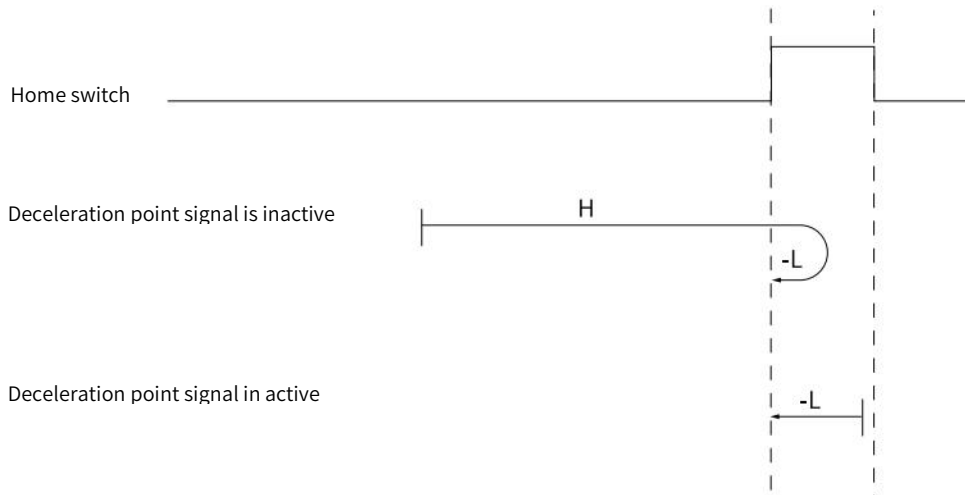 Home switch
Deceleration point signal is inactive
H
-L
Deceleration point signal in active
-L